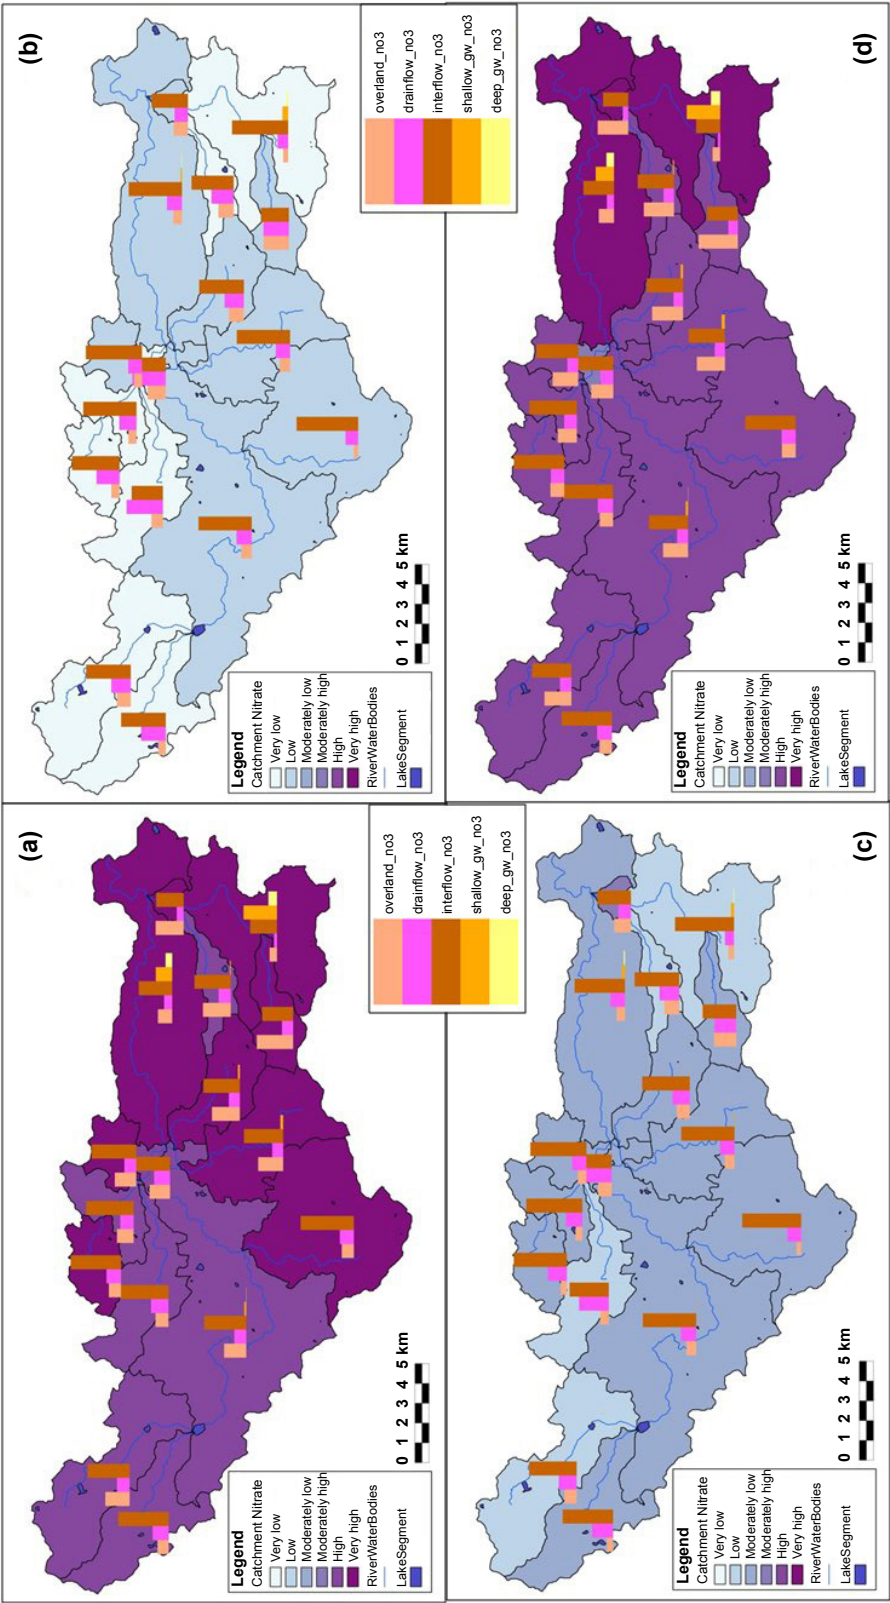 (a)
overland_no3
drainflow_no3
interflow_no3
shallow_gw_no3
deep_gw_no3
Legend
Catchment Nitrate
Very low
Low
Moderately low
Moderately high
High
Very high
RiverWaterBodies
LakeSegment
0 1 2 3 4 5 km
(b)
overland_no3
drainflow_no3
interflow_no3
shallow_gw_no3
deep_gw_no3
Legend
Catchment Nitrate
Very low
Low
Moderately low
Moderately high
High
Very high
RiverWaterBodies
LakeSegment
0 1 2 3 4 5 km
(c)
Legend
Catchment Nitrate
Very low
Low
Moderately low
Moderately high
High
Very high
RiverWaterBodies
LakeSegment
0 1 2 3 4 5 km
(d)
Legend
Catchment Nitrate
Very low
Low
Moderately low
Moderately high
High
Very high
RiverWaterBodies
LakeSegment
0 1 2 3 4 5 km